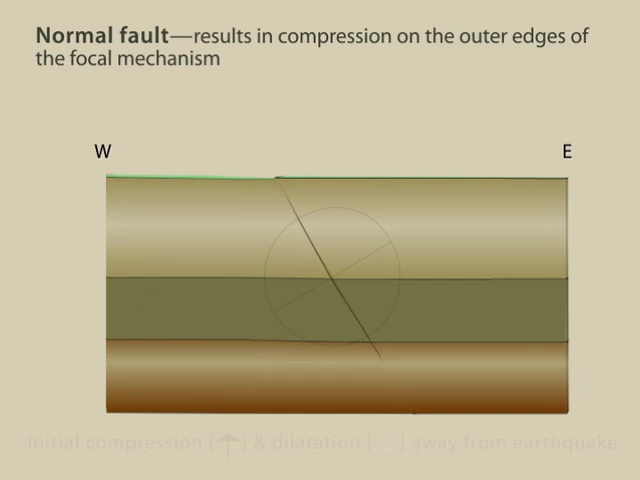 Normal fault—results in compression on the outer edges of
the focal mechanism
W E
Initial compression [↑] & dilatation [ ] away from earthquake